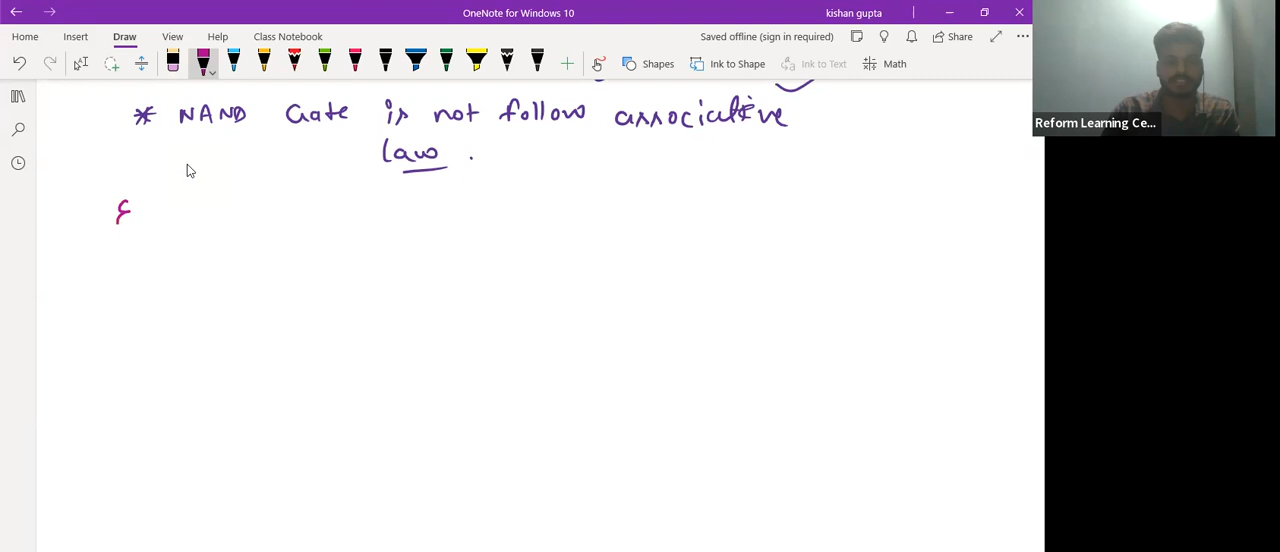 OneNote for Windows 10
kishan gupta
Home Insert Draw View Help Class Notebook
Saved offline (sign in required)
Share
Shapes Ink to Shape Ink to Text Math
* NAND Gate is not follow associative
law.
Reform Learning Ce...